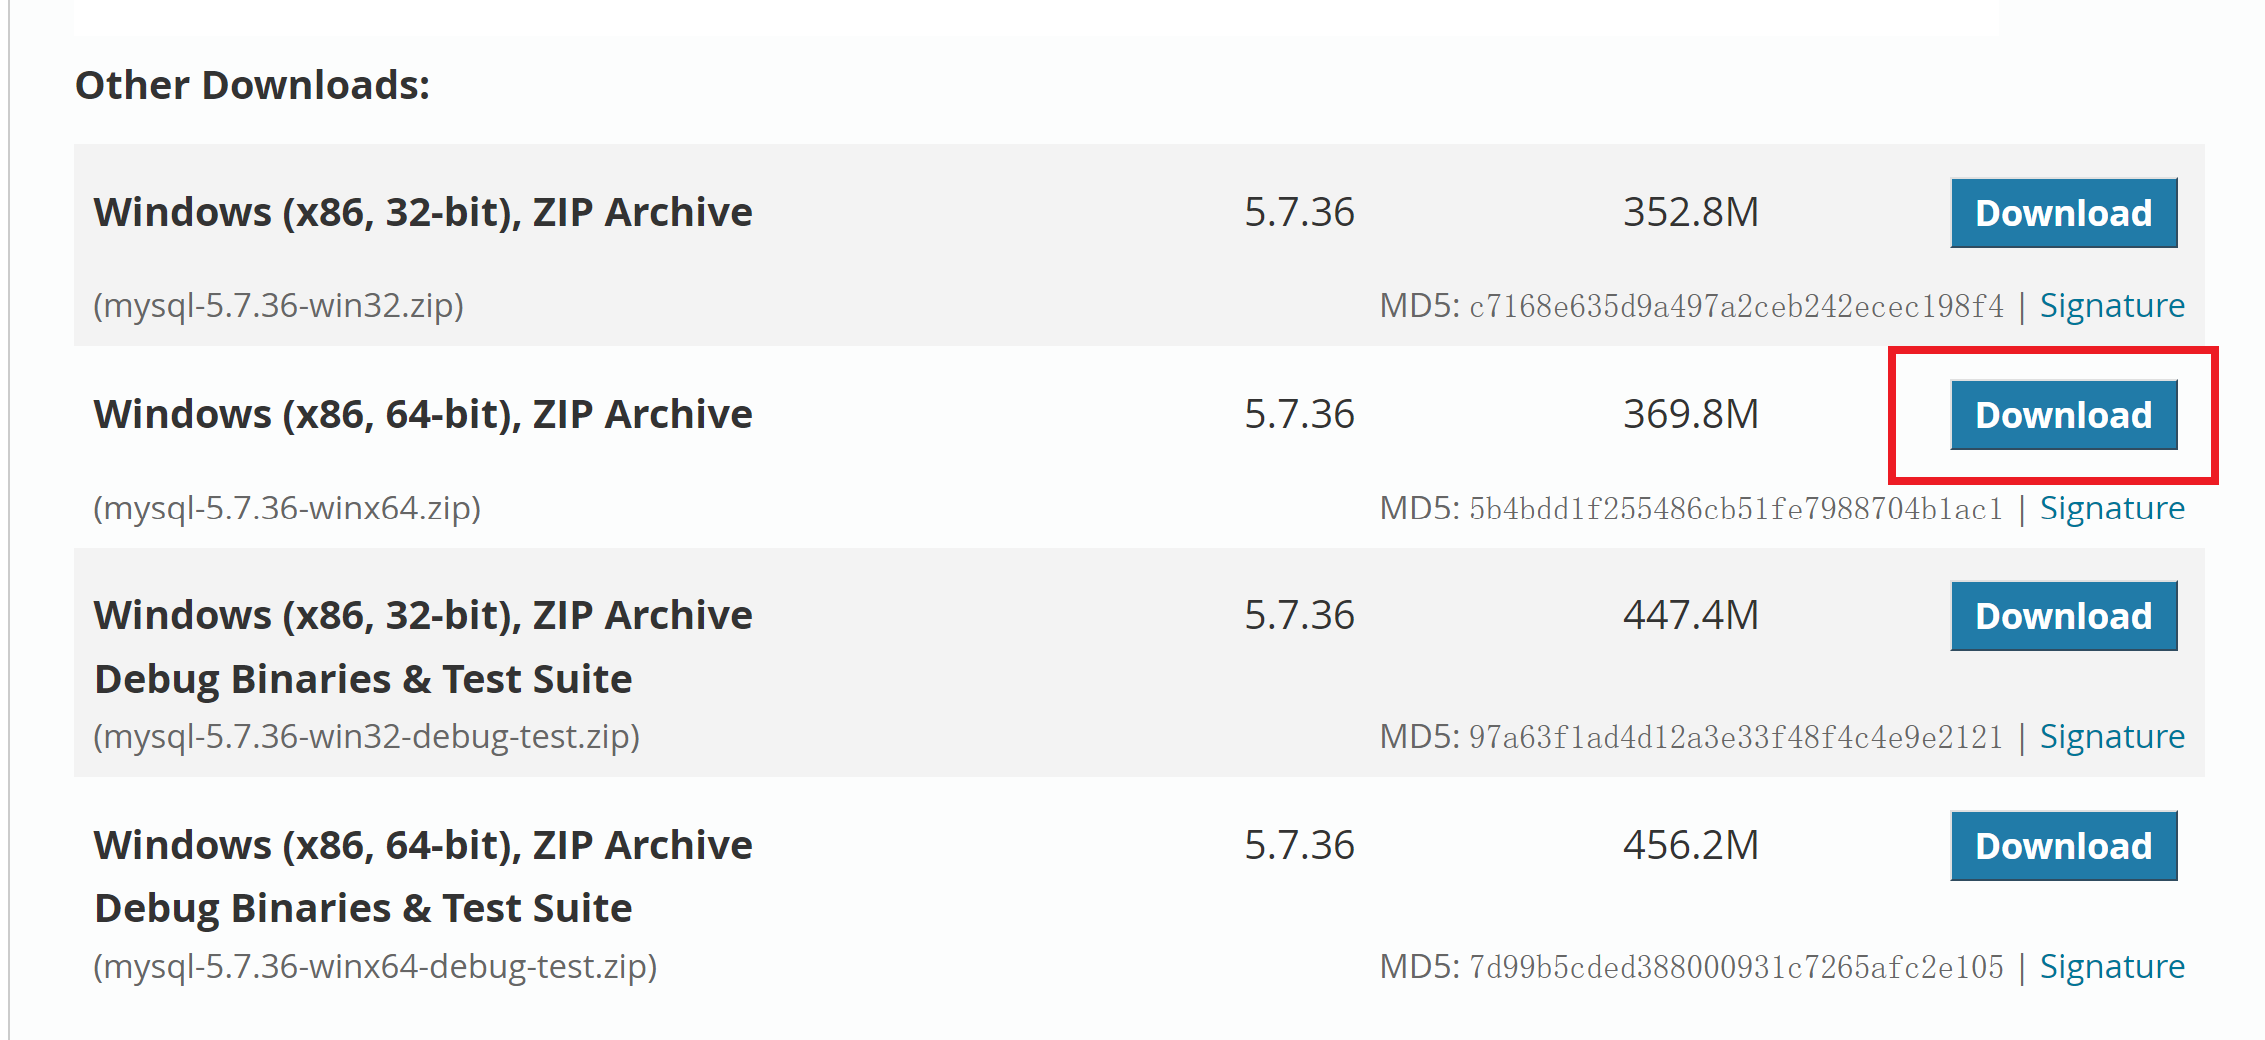 Other Downloads:
Windows (x86, 32-bit), ZIP Archive 5.7.36 352.8M Download
(mysql-5.7.36-win32.zip) MD5: c7168e635d9a497a2ceb242ecec198f4 | Signature
Windows (x86, 64-bit), ZIP Archive 5.7.36 369.8M Download
(mysql-5.7.36-winx64.zip) MD5: 5b4bdd1f255486cb51fe7988704b1ac1 | Signature
Windows (x86, 32-bit), ZIP Archive 5.7.36 447.4M Download
Debug Binaries & Test Suite
(mysql-5.7.36-win32-debug-test.zip) MD5: 97a63f1ad4d12a3e33f48f4c4e9e2121 | Signature
Windows (x86, 64-bit), ZIP Archive 5.7.36 456.2M Download
Debug Binaries & Test Suite
(mysql-5.7.36-winx64-debug-test.zip) MD5: 7d99b5cded388000931c7265afc2e105 | Signature